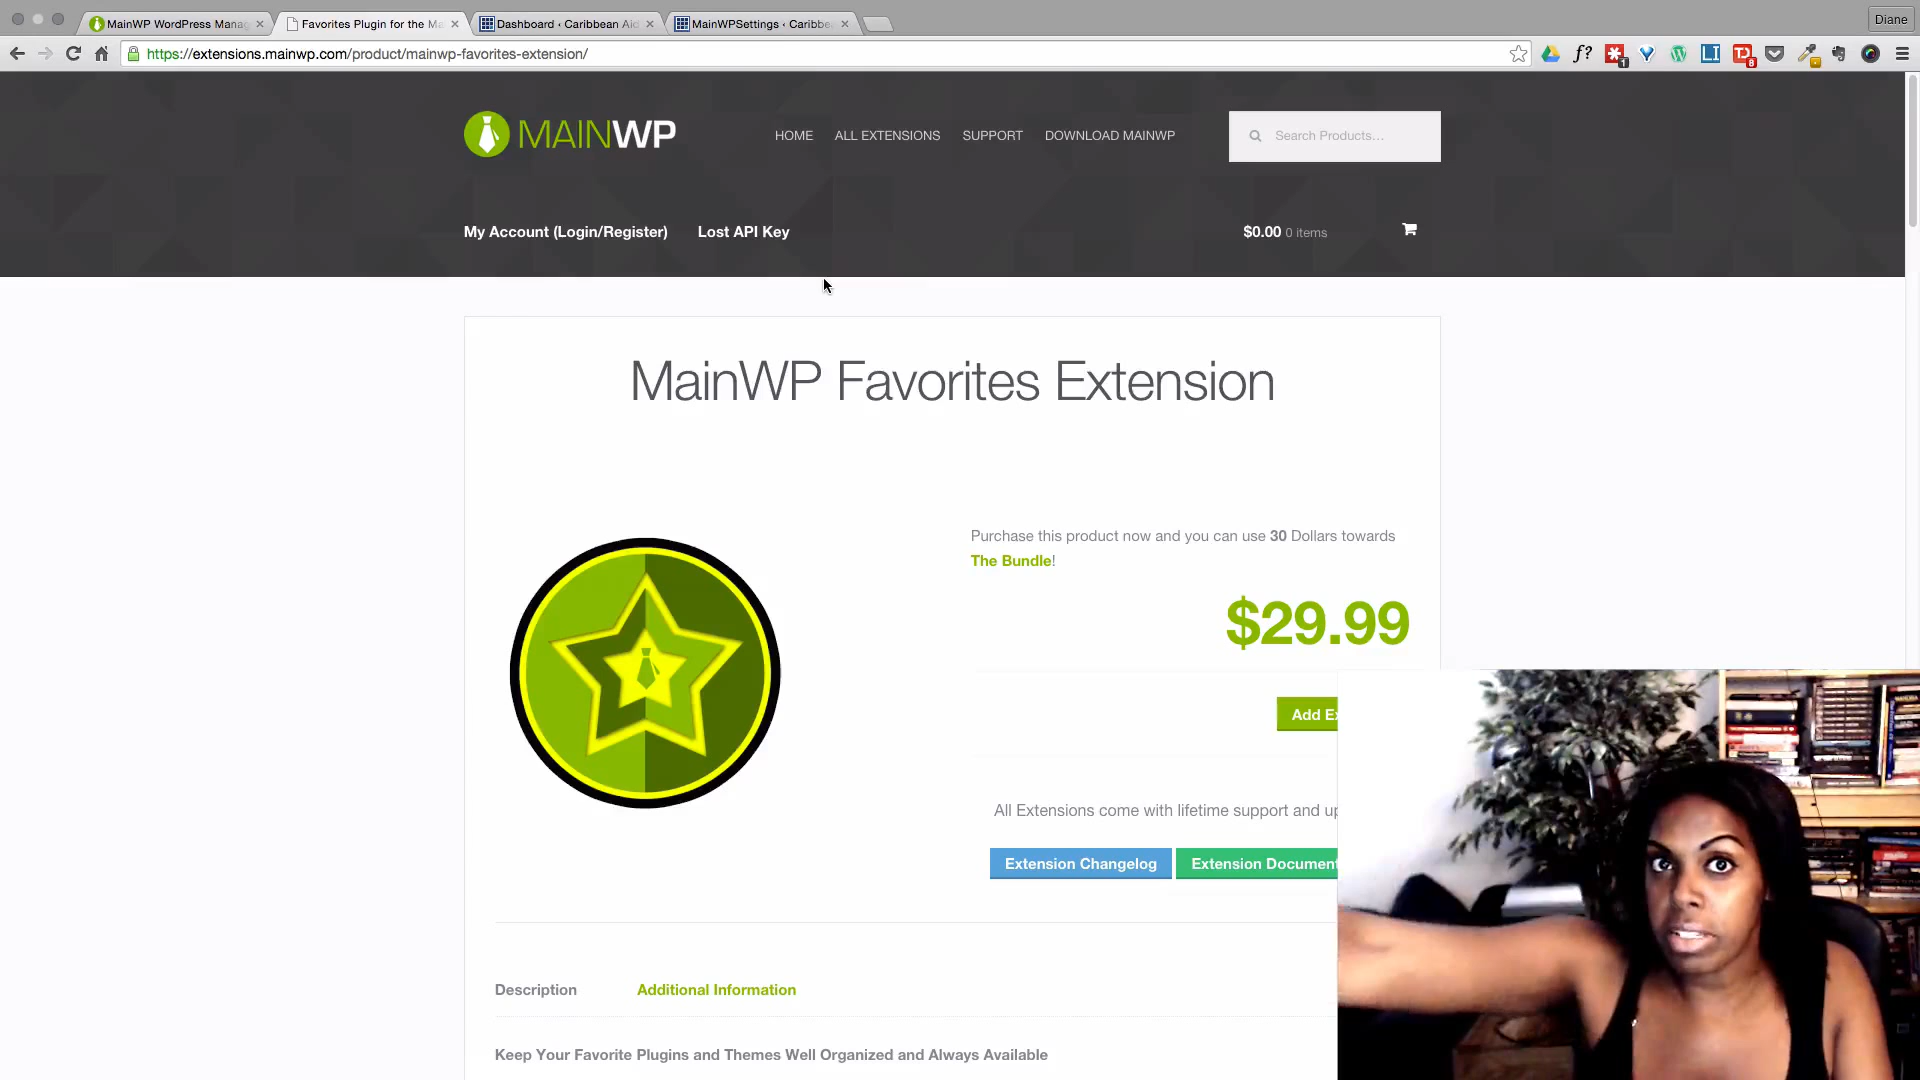 MainWP WordPress Manag
Favorites Plugin for the Ma
Dashboard ‹ Caribbean Aid
MainWPSettings ‹ Caribbe
Diane
https://extensions.mainwp.com/product/mainwp-favorites-extension/
MAINWP
HOME
ALL EXTENSIONS
SUPPORT
DOWNLOAD MAINWP
Search Products...
My Account (Login/Register)
Lost API Key
$0.00 0 items
MainWP Favorites Extension
Purchase this product now and you can use 30 Dollars towards
The Bundle!
$29.99
Add Ex
All Extensions come with lifetime support and up
Extension Changelog
Extension Document
Description
Additional Information
Keep Your Favorite Plugins and Themes Well Organized and Always Available